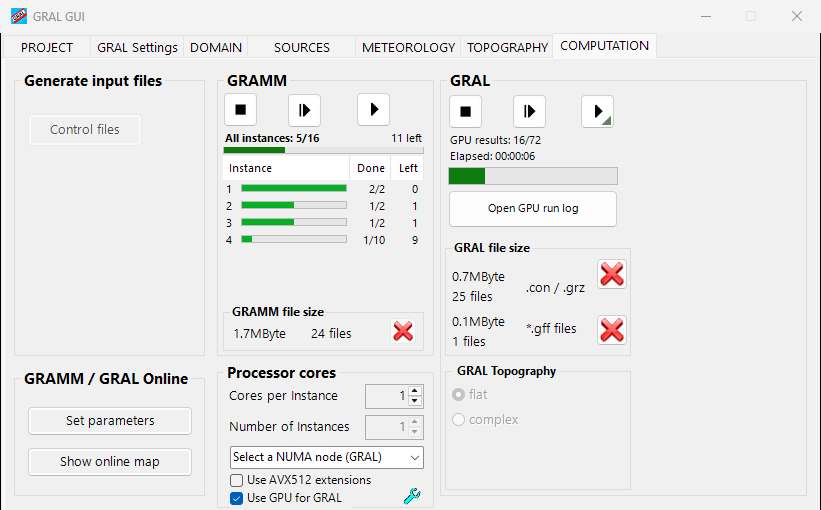 GRAL GUI
PROJECT
GRAL Settings
DOMAIN
SOURCES
METEOROLOGY
TOPOGRAPHY
COMPUTATION
Generate input files
Control files
GRAMM
All instances: 5/16
11 left
Instance Done Left
1 2/2 0
2 1/2 1
3 1/2 1
4 1/10 9
GRAMM file size
1.7MByte 24 files
GRAL
GPU results: 16/72
Elapsed: 00:00:06
Open GPU run log
GRAL file size
0.7MByte
25 files
.con / .grz
0.1MByte
1 files
*.gff files
GRAMM / GRAL Online
Set parameters
Show online map
Processor cores
Cores per Instance 1
Number of Instances 1
Select a NUMA node (GRAL)
Use AVX512 extensions
Use GPU for GRAL
GRAL Topography
flat
complex